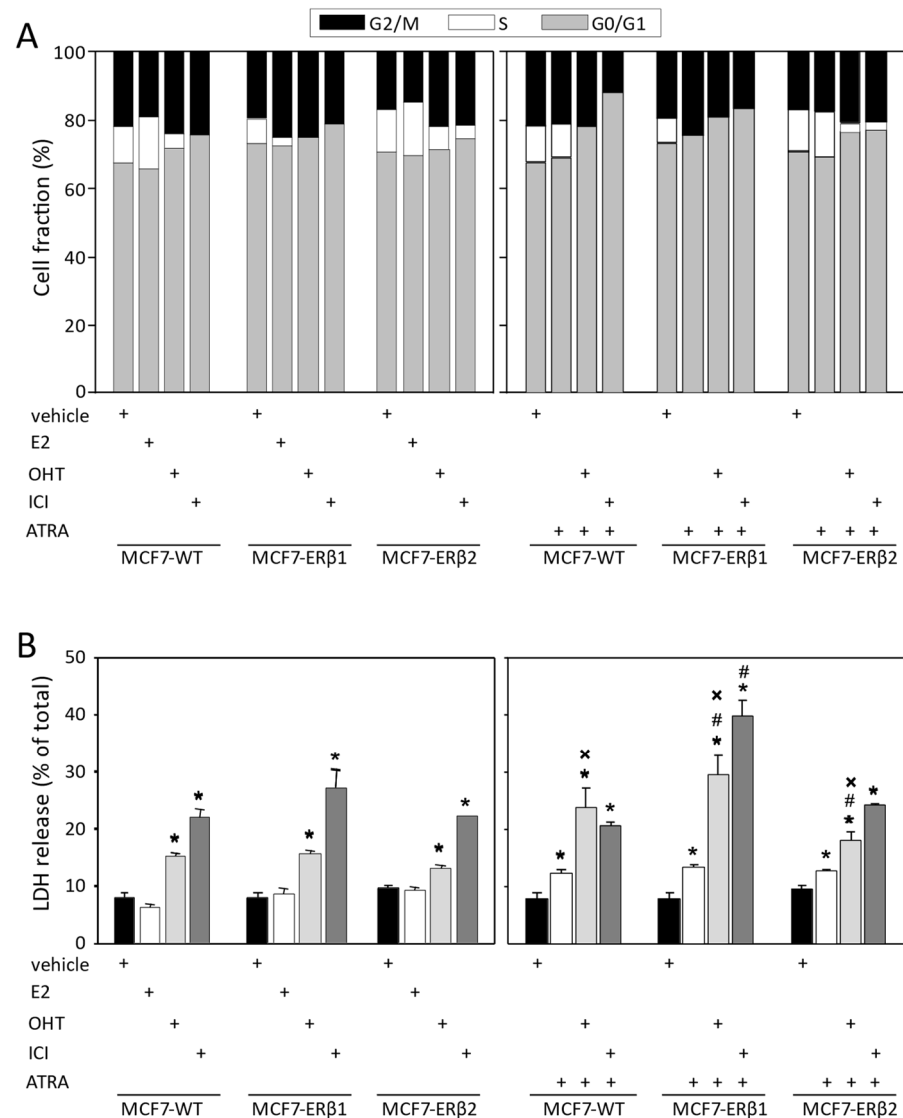 G2/M S G0/G1
A
Cell fraction (%)
100
80
60
40
20
0
vehicle + + + + + +
E2 + + +
OHT + + + + + +
ICI + + + + + +
ATRA + + + + + + + + +
MCF7-WT MCF7-ERβ1 MCF7-ERβ2 MCF7-WT MCF7-ERβ1 MCF7-ERβ2
B
LDH release (% of total)
50
40
30
20
10
0
* * * * * *
* * × * * # × * # * * # × *
vehicle + + + + + +
E2 + + +
OHT + + + + + +
ICI + + + + + +
ATRA + + + + + + + + +
MCF7-WT MCF7-ERβ1 MCF7-ERβ2 MCF7-WT MCF7-ERβ1 MCF7-ERβ2